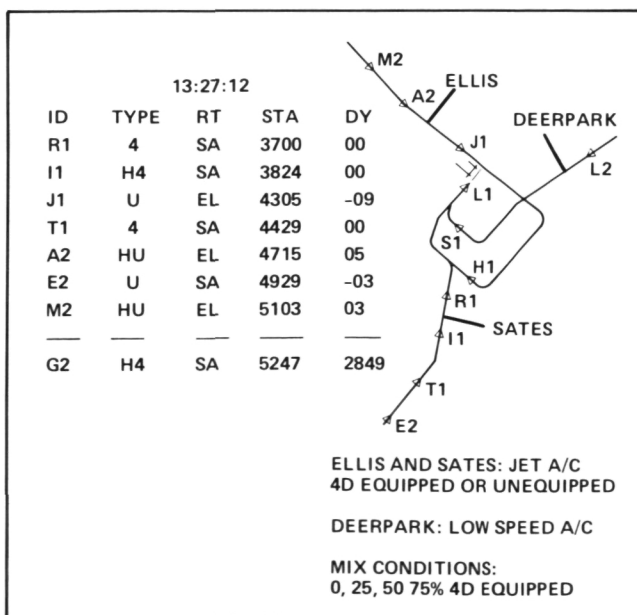 13:27:12
ID TYPE RT STA DY
R1 4 SA 3700 00
I1 H4 SA 3824 00
J1 U EL 4305 -09
T1 4 SA 4429 00
A2 HU EL 4715 05
E2 U SA 4929 -03
M2 HU EL 5103 03
G2 H4 SA 5247 2849
M2
A2
ELLIS
J1
DEERPARK
L2
L1
S1
H1
R1
SATES
I1
T1
E2
ELLIS AND SATES: JET A/C
4D EQUIPPED OR UNEQUIPPED
DEERPARK: LOW SPEED A/C
MIX CONDITIONS:
0, 25, 50 75% 4D EQUIPPED